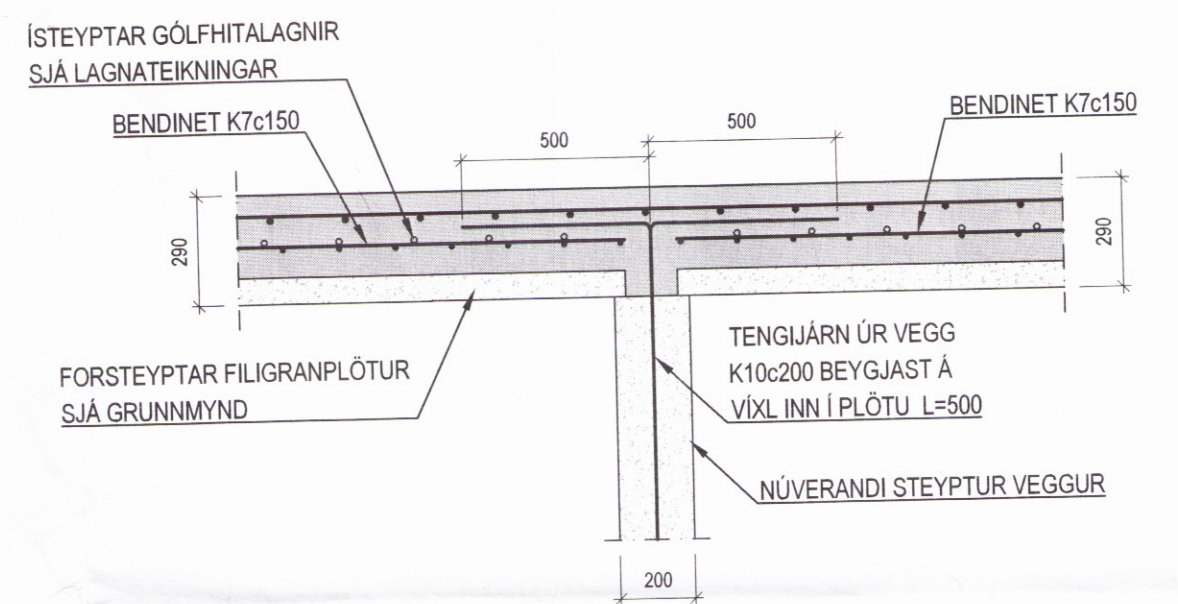 ÍSTEYPTAR GÓLFHITALAGNIR
SJÁ LAGNATEIKNINGAR
BENDINET K7c150
500
500
BENDINET K7c150
290
290
FORSTEYPTAR FILIGRANPLÖTUR
SJÁ GRUNNMYND
TENGIJÁRN ÚR VEGG
K10c200 BEYGJAST Á
VÍXL INN Í PLÖTU L=500
NÚVERANDI STEYPTUR VEGGUR
200